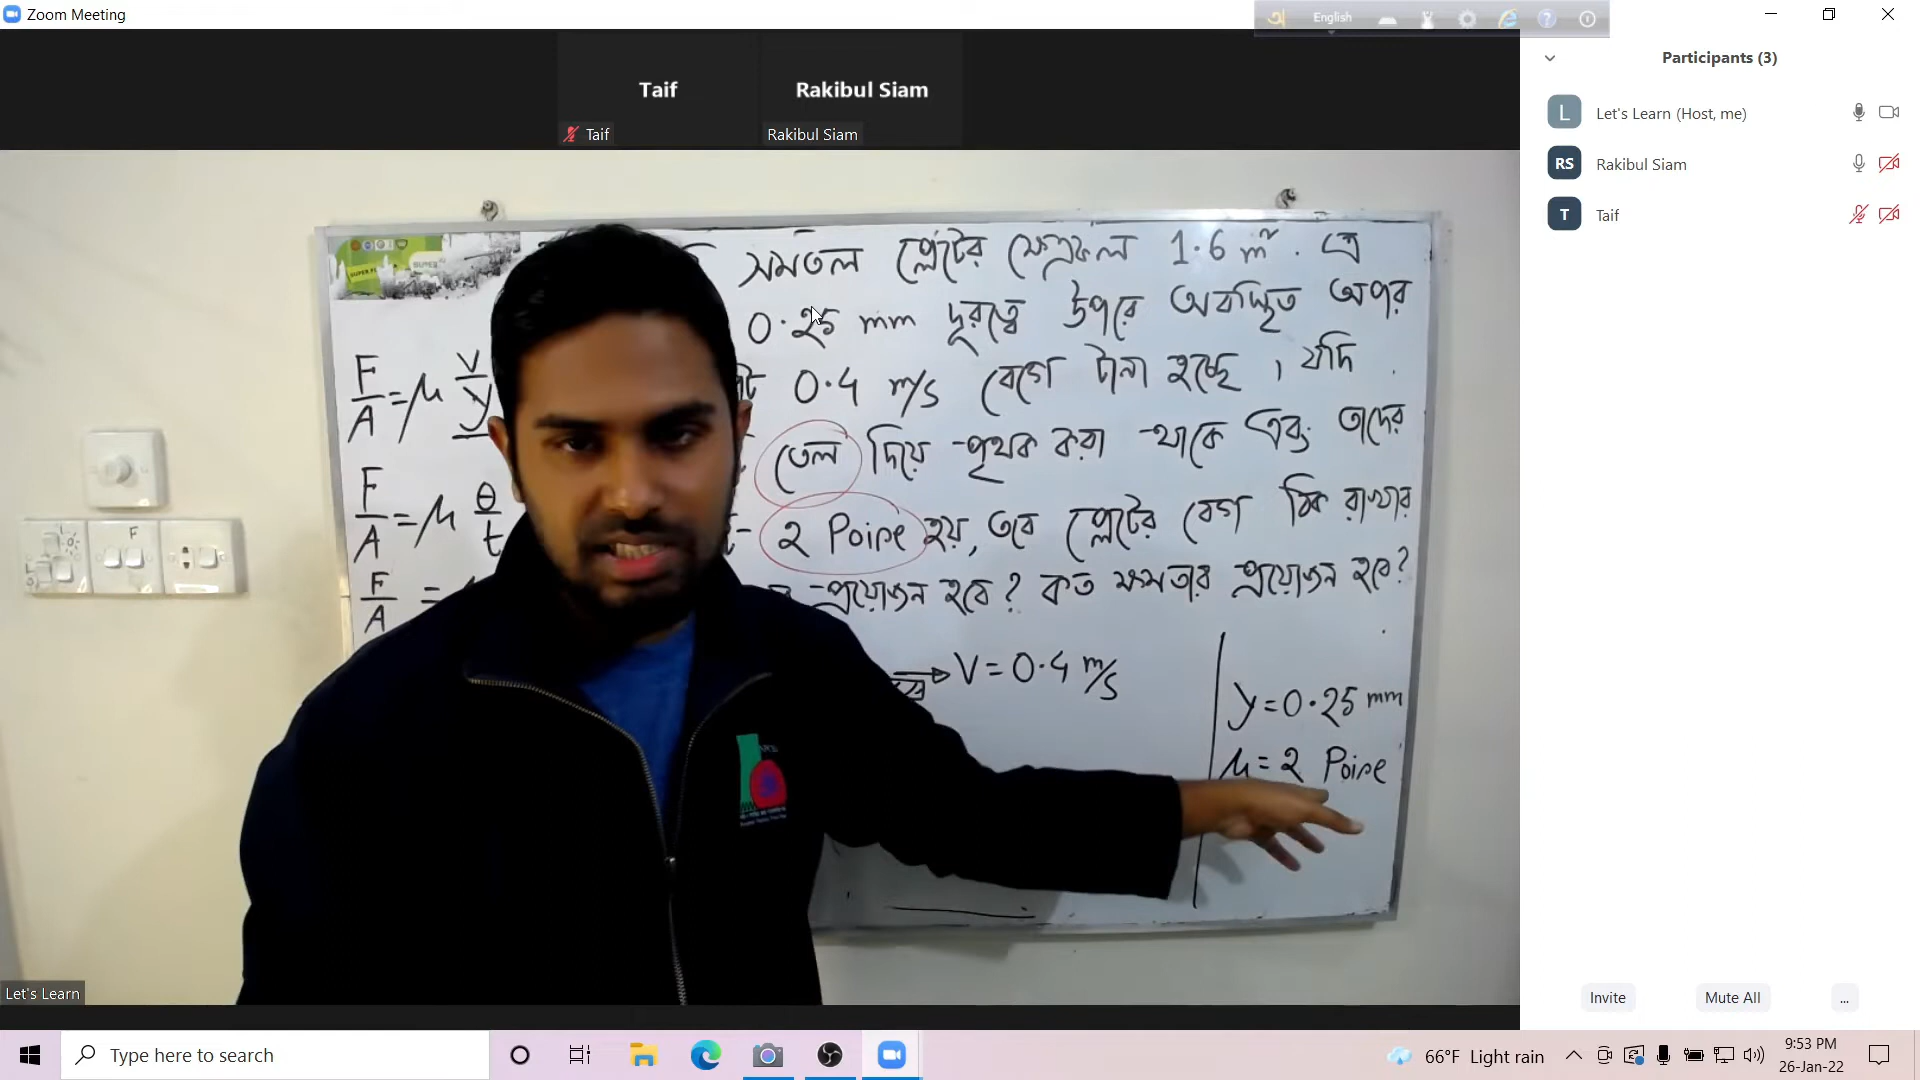 Zoom Meeting
English
Taif
Rakibul Siam
Taif
Rakibul Siam
Participants (3)
L Let's Learn (Host, me)
RS Rakibul Siam
T Taif
সমতল প্লেটের ক্ষেত্রফল 1.6 m². এ
0.25 mm দূরত্বে উপরে অবস্থিত অপর
0.4 m/s বেগে টানা হচ্ছে । যদি
তেল দিয়ে পৃথক করা থাকে এবং তাদের
2 Poise হয়, তবে প্লেটের বেগ ঠিক রাখার
প্রয়োজন হবে? কত ক্ষমতার প্রয়োজন হবে?
F/A = μ V/y
F/A = μ θ/t
F/A =
V = 0.4 m/s
y = 0.25 mm
μ = 2 Poise
Let's Learn
Invite
Mute All
...
Type here to search
66°F Light rain
9:53 PM
26-Jan-22